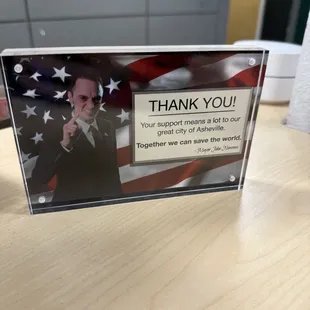 THANK YOU!
Your support means a lot to our
great city of Asheville.
Together we can save the world.
-Mayor John